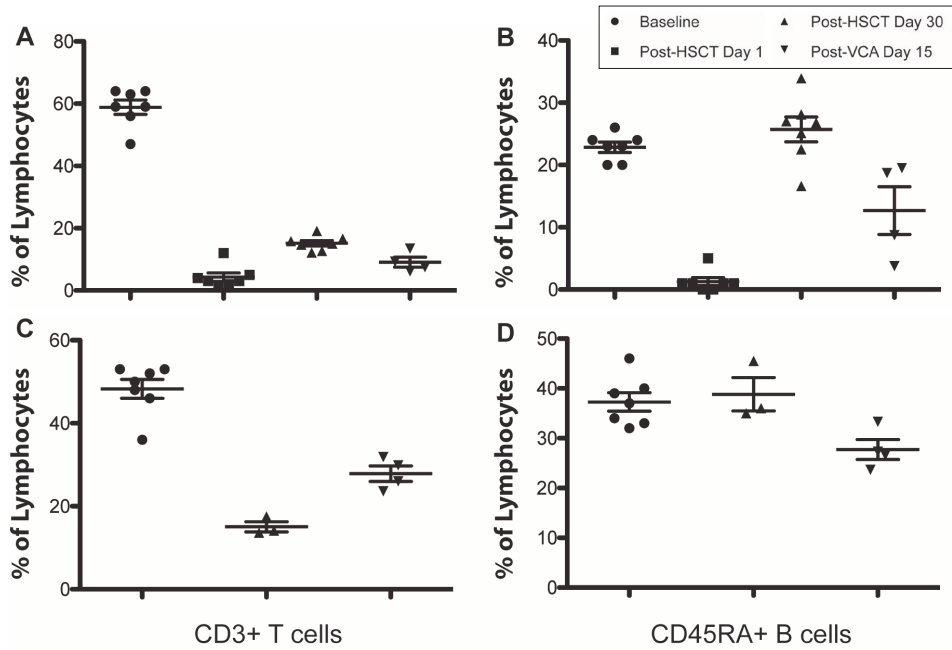 ● Baseline ▲ Post-HSCT Day 30
■ Post-HSCT Day 1 ▼ Post-VCA Day 15
A
% of Lymphocytes
80
60
40
20
0
B
% of Lymphocytes
40
30
20
10
0
C
% of Lymphocytes
60
40
20
0
D
% of Lymphocytes
50
40
30
20
10
0
CD3+ T cells
CD45RA+ B cells